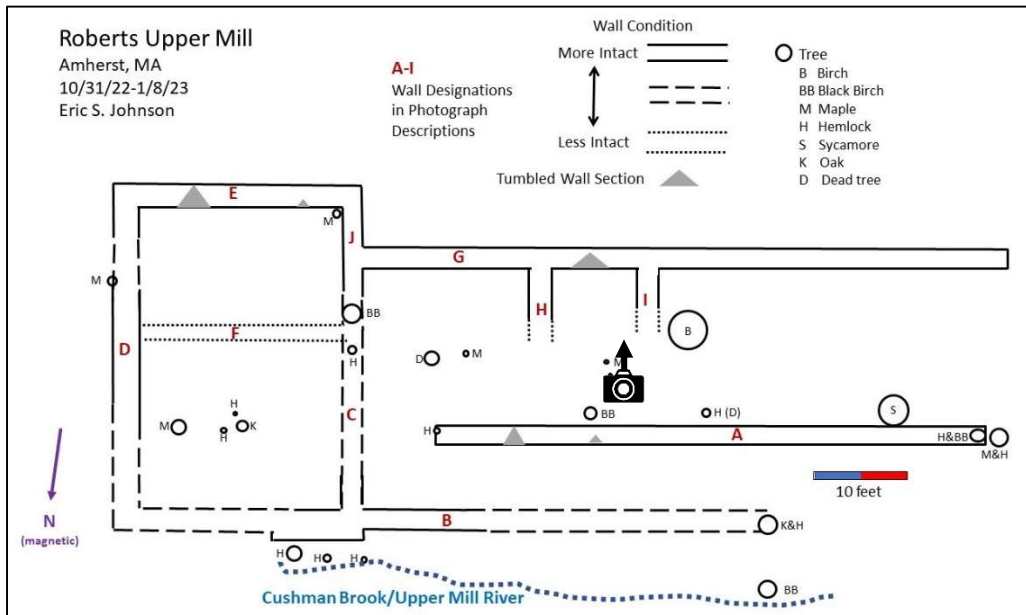 Roberts Upper Mill
Amherst, MA
10/31/22-1/8/23
Eric S. Johnson
A-I
Wall Designations
in Photograph
Descriptions
Wall Condition
More Intact
Less Intact
Tumbled Wall Section
Tree
B Birch
BB Black Birch
M Maple
H Hemlock
S Sycamore
K Oak
D Dead tree
E
M
J
G
M
H
I
BB
B
F
D
H
D
M
M
H
C
M
H
K
BB
H (D)
S
H
A
H&BB
M&H
10 feet
B
K&H
N
(magnetic)
H
H
H
BB
Cushman Brook/Upper Mill River